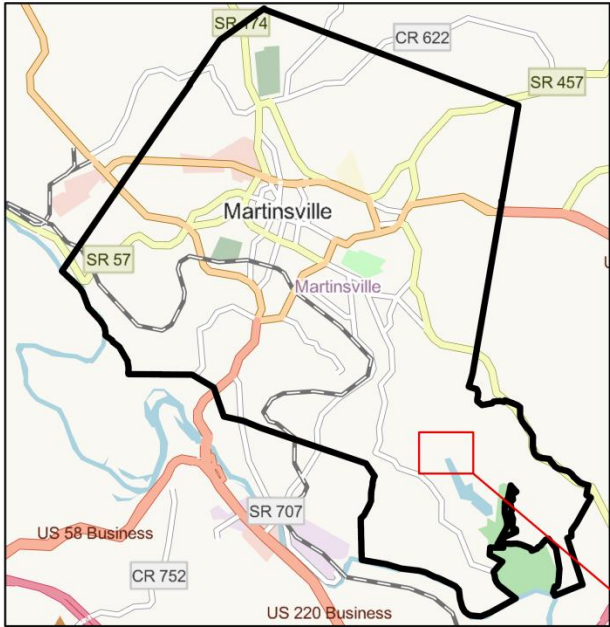 SR 174
CR 622
SR 457
Martinsville
SR 57
Martinsville
SR 707
US 58 Business
CR 752
US 220 Business